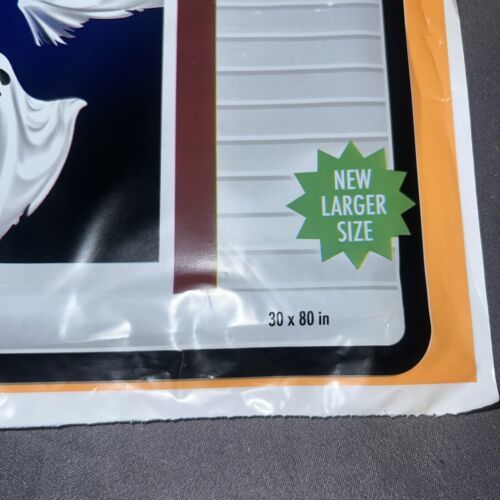 NEW
LARGER
SIZE
30 x 80 in